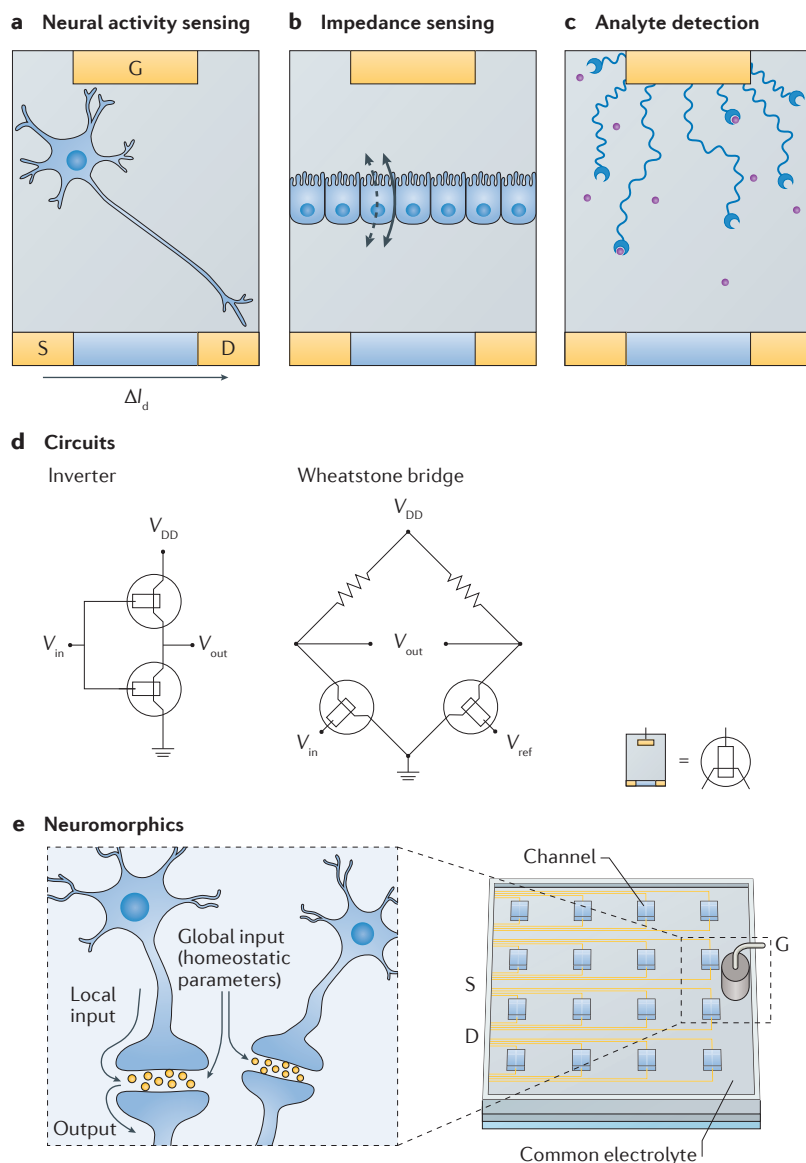 a Neural activity sensing
b Impedance sensing
c Analyte detection
G
S
D
ΔI_d
d Circuits
Inverter
Wheatstone bridge
V_DD
V_DD
V_in
V_out
V_out
V_in
V_ref
=
e Neuromorphics
Channel
Global input
(homeostatic
parameters)
Local
input
Output
G
S
D
Common electrolyte